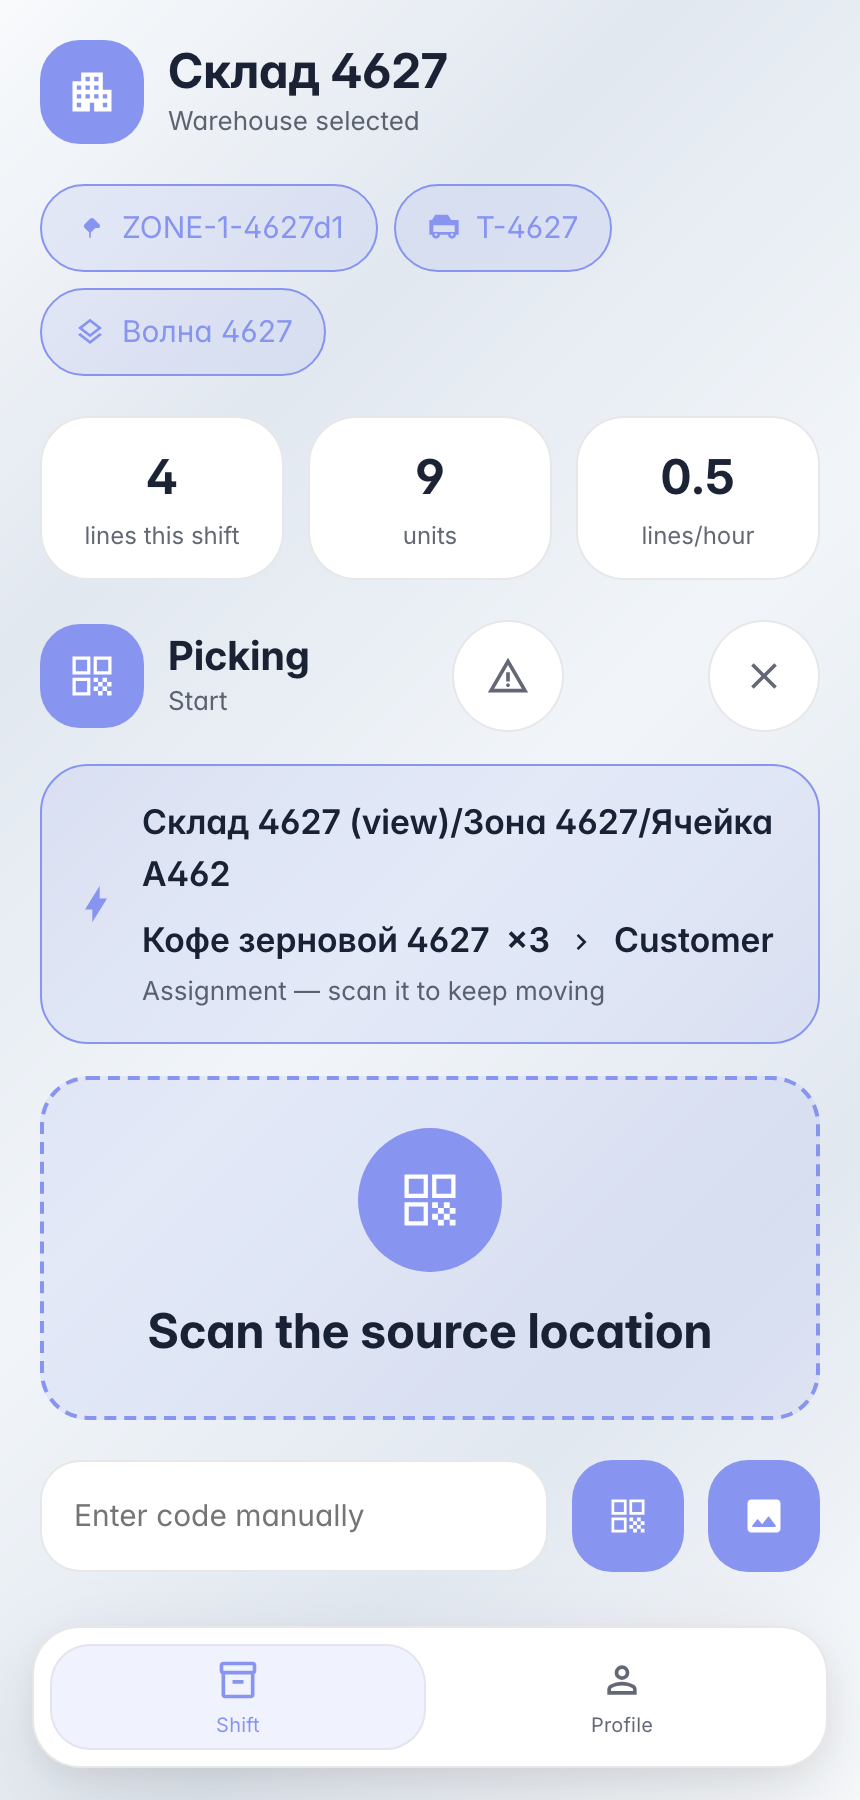 Склад 4627
Warehouse selected
ZONE-1-4627d1
T-4627
Волна 4627
4
lines this shift
9
units
0.5
lines/hour
Picking
Start
Склад 4627 (view)/Зона 4627/Ячейка
A462
Кофе зерновой 4627 ×3 › Customer
Assignment — scan it to keep moving
Scan the source location
Enter code manually
Shift
Profile